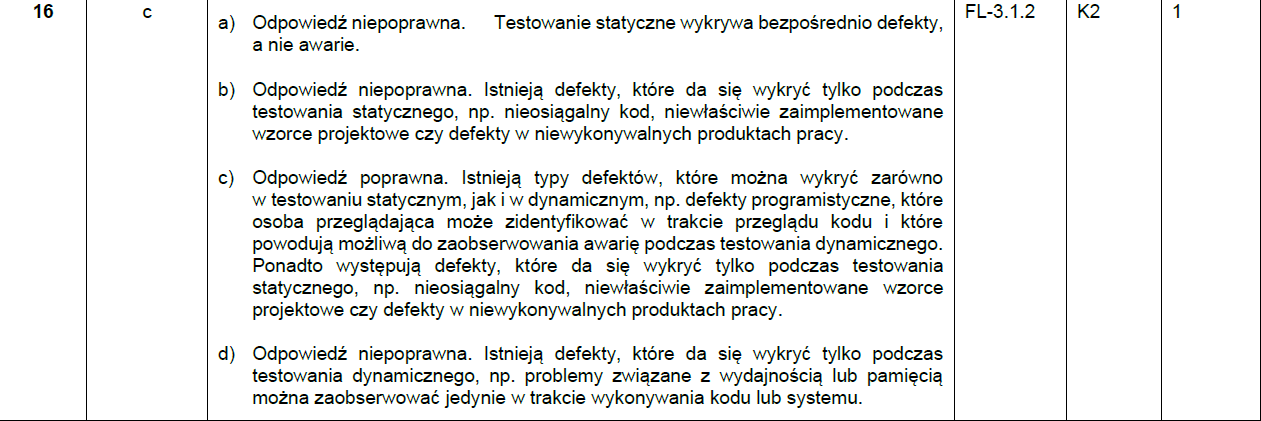 16 c FL-3.1.2 K2 1
a) Odpowiedź niepoprawna. Testowanie statyczne wykrywa bezpośrednio defekty,
a nie awarie.
b) Odpowiedź niepoprawna. Istnieją defekty, które da się wykryć tylko podczas
testowania statycznego, np. nieosiągalny kod, niewłaściwie zaimplementowane
wzorce projektowe czy defekty w niewykonywalnych produktach pracy.
c) Odpowiedź poprawna. Istnieją typy defektów, które można wykryć zarówno
w testowaniu statycznym, jak i w dynamicznym, np. defekty programistyczne, które
osoba przeglądająca może zidentyfikować w trakcie przeglądu kodu i które
powodują możliwą do zaobserwowania awarię podczas testowania dynamicznego.
Ponadto występują defekty, które da się wykryć tylko podczas testowania
statycznego, np. nieosiągalny kod, niewłaściwie zaimplementowane wzorce
projektowe czy defekty w niewykonywalnych produktach pracy.
d) Odpowiedź niepoprawna. Istnieją defekty, które da się wykryć tylko podczas
testowania dynamicznego, np. problemy związane z wydajnością lub pamięcią
można zaobserwować jedynie w trakcie wykonywania kodu lub systemu.